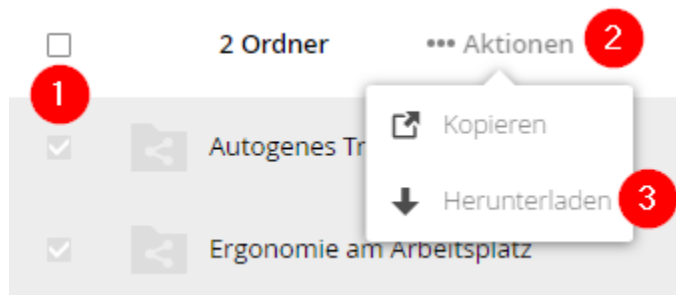 2 Ordner ••• Aktionen 2
1
Kopieren
Autogenes Tr
Herunterladen 3
Ergonomie am Arbeitsplatz